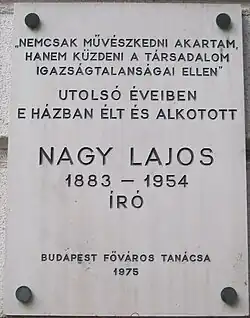 „NEMCSAK MŰVÉSZKEDNI AKARTAM,
HANEM KÜZDENI A TÁRSADALOM
IGAZSÁGTALANSÁGAI ELLEN”
UTOLSÓ ÉVEIBEN
E HÁZBAN ÉLT ÉS ALKOTOTT
NAGY LAJOS
1883 – 1954
ÍRÓ
BUDAPEST FŐVÁROS TANÁCSA
1975